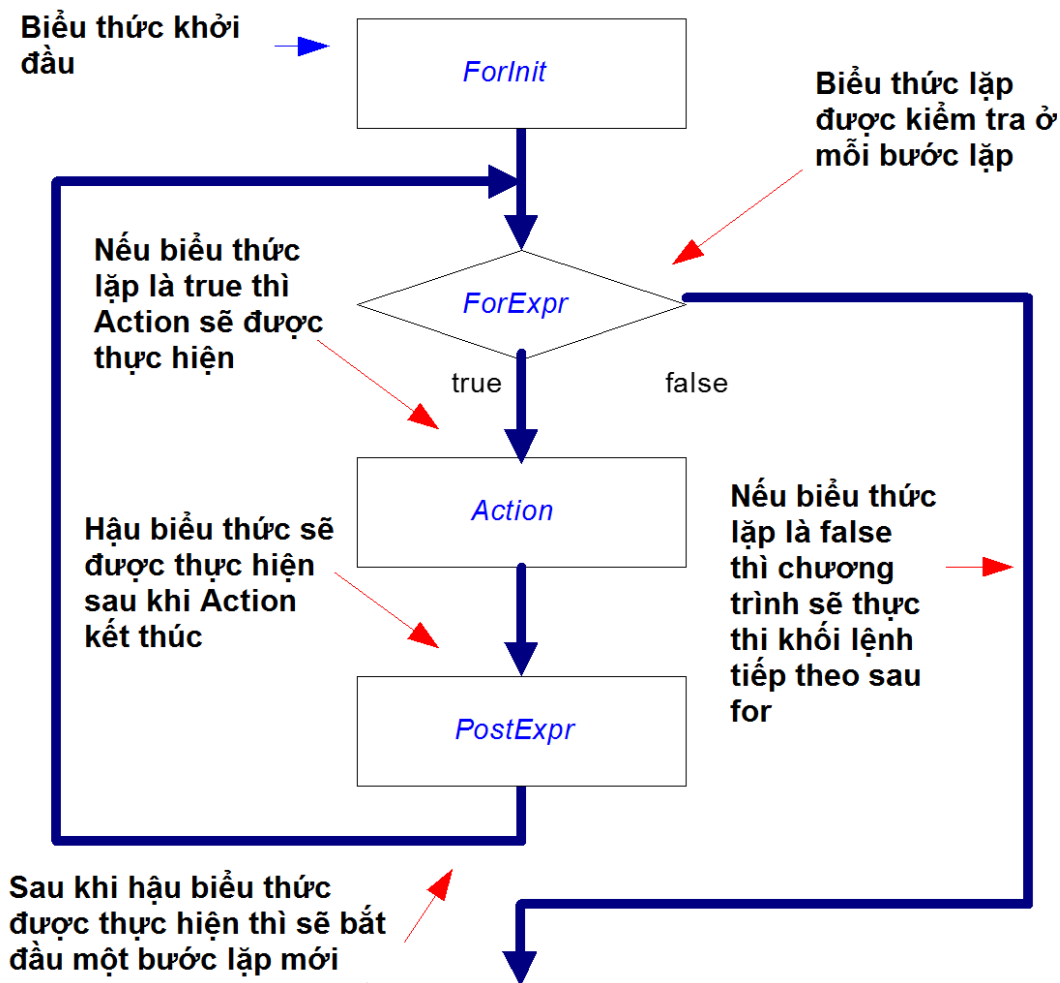 Biểu thức khởi
đầu
ForInit
Biểu thức lặp
được kiểm tra ở
mỗi bước lặp
Nếu biểu thức
lặp là true thì
Action sẽ được
thực hiện
ForExpr
true
false
Action
Hậu biểu thức sẽ
được thực hiện
sau khi Action
kết thúc
Nếu biểu thức
lặp là false
thì chương
trình sẽ thực
thi khối lệnh
tiếp theo sau
for
PostExpr
Sau khi hậu biểu thức
được thực hiện thì sẽ bắt
đầu một bước lặp mới